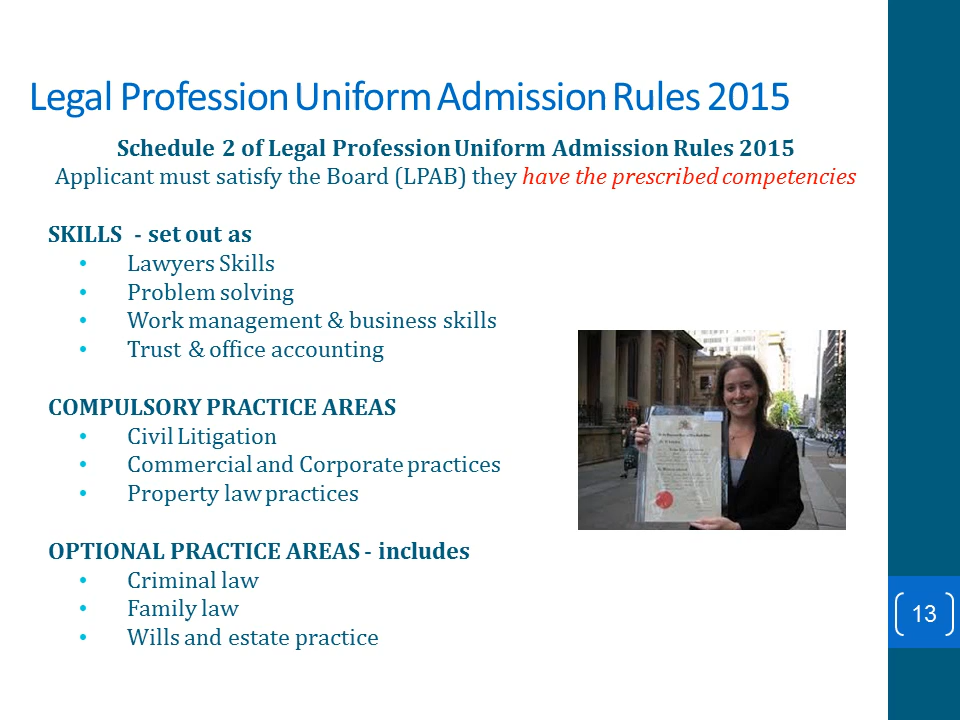 Legal Profession Uniform Admission Rules 2015
Schedule 2 of Legal Profession Uniform Admission Rules 2015
Applicant must satisfy the Board (LPAB) they have the prescribed competencies
SKILLS - set out as
• Lawyers Skills
• Problem solving
• Work management & business skills
• Trust & office accounting
COMPULSORY PRACTICE AREAS
• Civil Litigation
• Commercial and Corporate practices
• Property law practices
OPTIONAL PRACTICE AREAS - includes
• Criminal law
• Family law
• Wills and estate practice
13